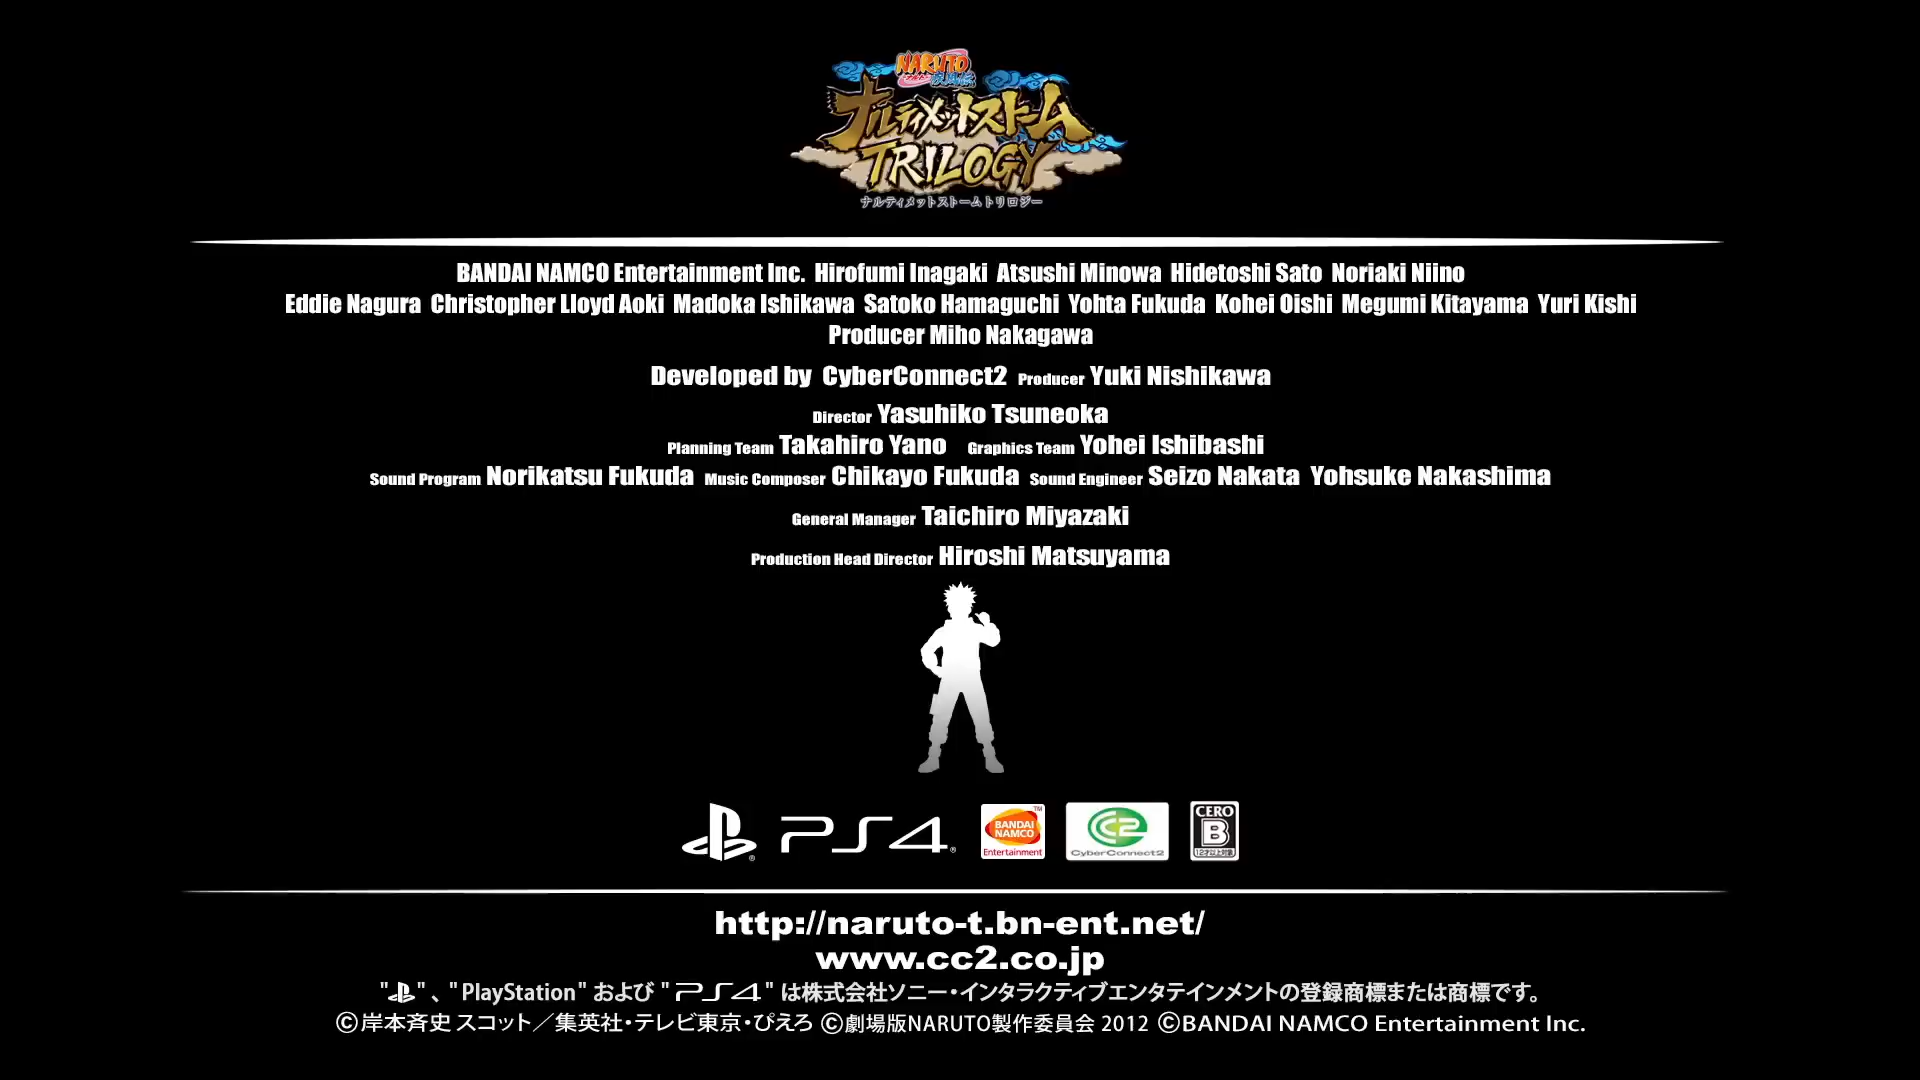 NARUTO
ナルト 疾風伝
ナルティメットストーム
TRILOGY
ナルティメットストームトリロジー
BANDAI NAMCO Entertainment Inc. Hirofumi Inagaki Atsushi Minowa Hidetoshi Sato Noriaki Niino
Eddie Nagura Christopher Lloyd Aoki Madoka Ishikawa Satoko Hamaguchi Yohta Fukuda Kohei Oishi Megumi Kitayama Yuri Kishi
Producer Miho Nakagawa
Developed by CyberConnect2 Producer Yuki Nishikawa
Director Yasuhiko Tsuneoka
Planning Team Takahiro Yano Graphics Team Yohei Ishibashi
Sound Program Norikatsu Fukuda Music Composer Chikayo Fukuda Sound Engineer Seizo Nakata Yohsuke Nakashima
General Manager Taichiro Miyazaki
Production Head Director Hiroshi Matsuyama
PS4®
BANDAI
NAMCO
Entertainment
CyberConnect2
CERO
B
12才以上対象
http://naruto-t.bn-ent.net/
www.cc2.co.jp
" "、"PlayStation" および "PS4" は株式会社ソニー・インタラクティブエンタテインメントの登録商標または商標です。
©岸本斉史 スコット／集英社・テレビ東京・ぴえろ ©劇場版NARUTO製作委員会 2012 ©BANDAI NAMCO Entertainment Inc.